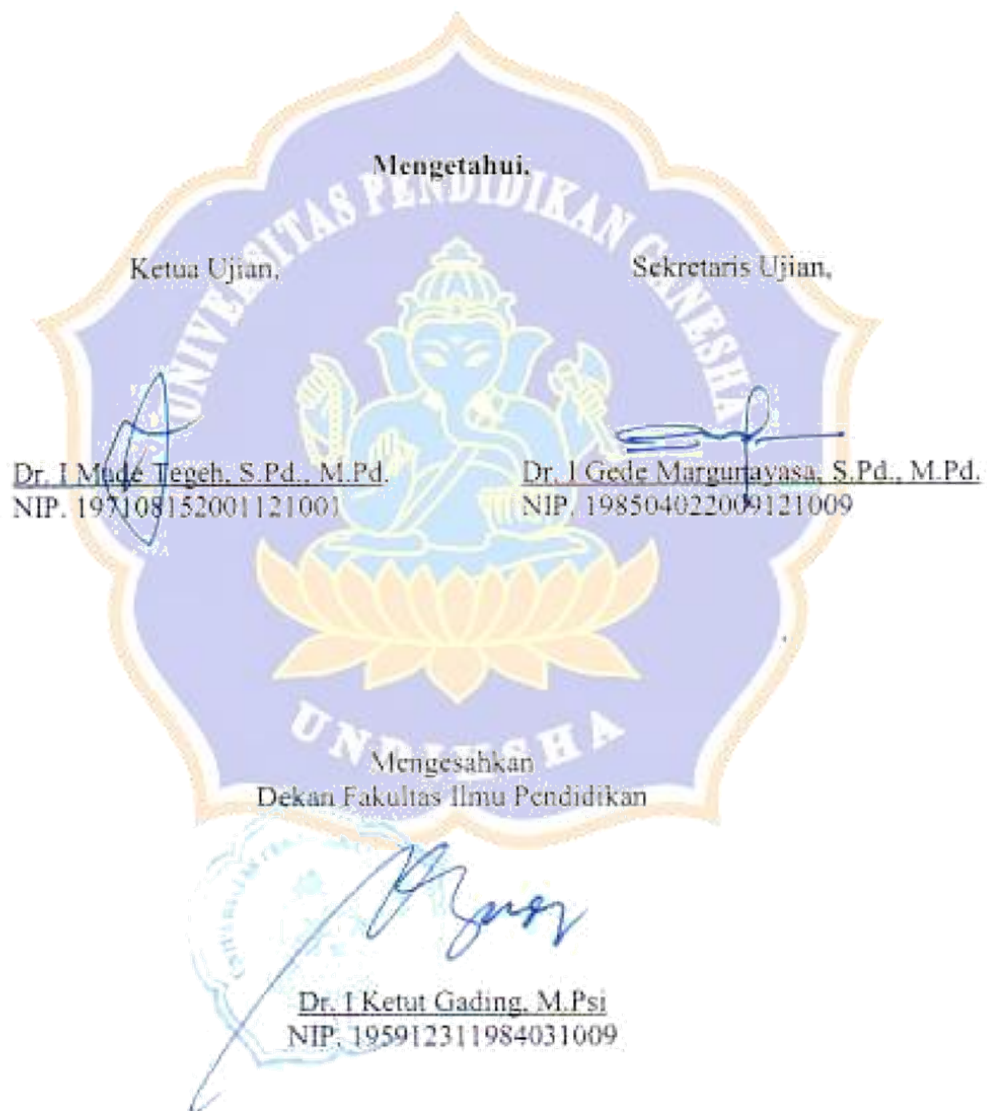 Mengetahui,
UNIVERSITAS PENDIDIKAN GANESHA
Ketua Ujian,
Sekretaris Ujian,
Dr. I Made Tegeh, S.Pd., M.Pd.
NIP. 197108152001121001
Dr. I Gede Margunayasa, S.Pd., M.Pd.
NIP. 198504022009121009
UNDIKSHA
Mengesahkan
Dekan Fakultas Ilmu Pendidikan
Dr. I Ketut Gading, M.Psi
NIP. 195912311984031009